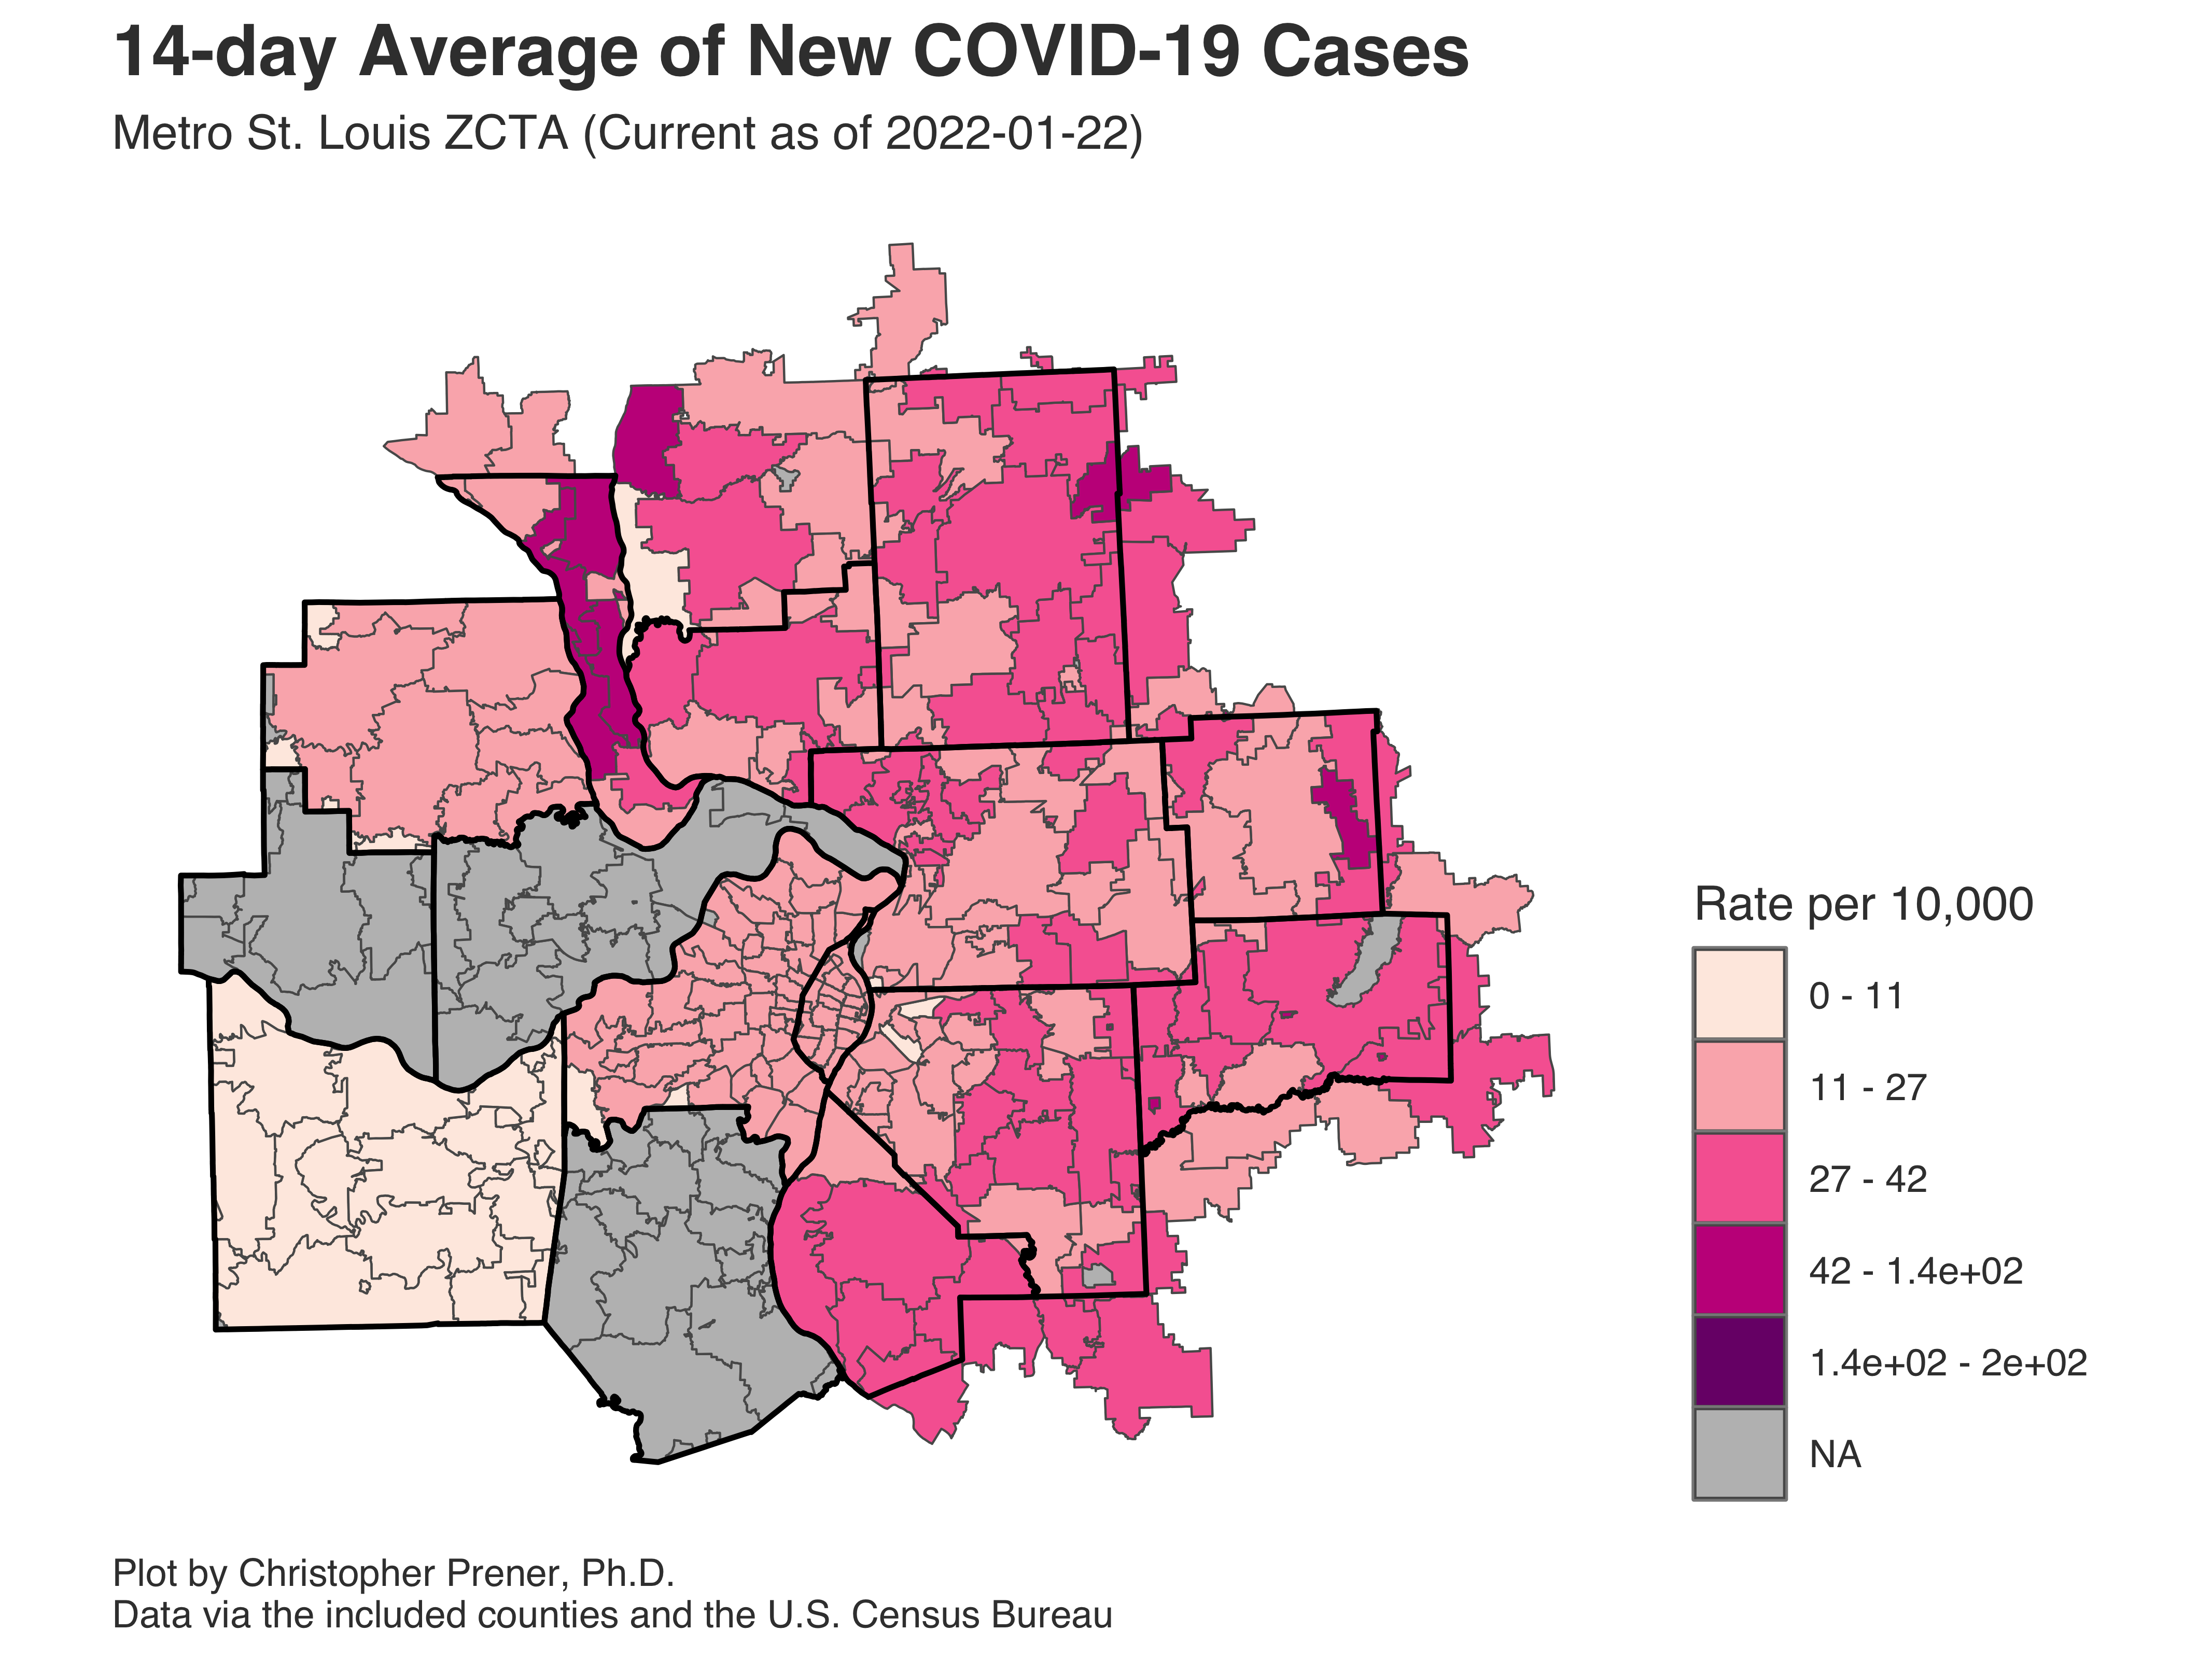 14-day Average of New COVID-19 Cases
Metro St. Louis ZCTA (Current as of 2022-01-22)
Rate per 10,000
0 - 11
11 - 27
27 - 42
42 - 1.4e+02
1.4e+02 - 2e+02
NA
Plot by Christopher Prener, Ph.D.
Data via the included counties and the U.S. Census Bureau